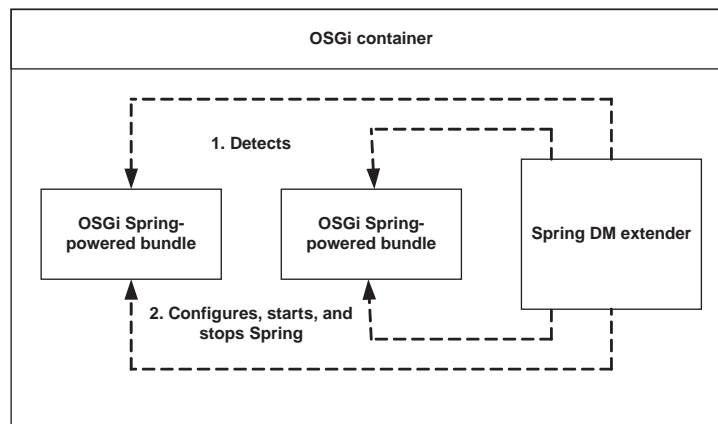 OSGi container
1. Detects
OSGi Spring-
powered bundle
OSGi Spring-
powered bundle
Spring DM extender
2. Configures, starts, and
stops Spring